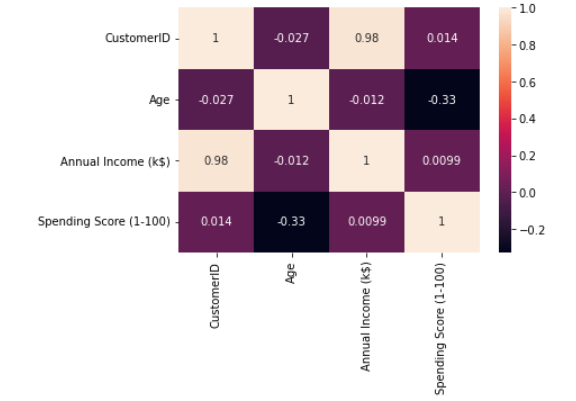 1.0
CustomerID 1 -0.027 0.98 0.014
0.8
Age -0.027 1 -0.012 -0.33
0.6
0.4
Annual Income (k$) 0.98 -0.012 1 0.0099
0.2
0.0
Spending Score (1-100) 0.014 -0.33 0.0099 1
−0.2
CustomerID
Age
Annual Income (k$)
Spending Score (1-100)